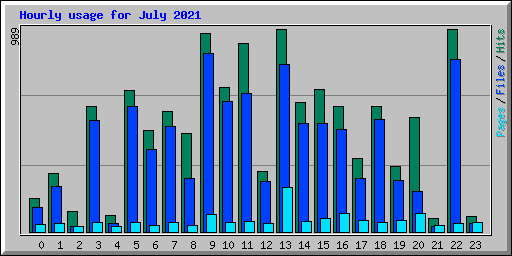 Hourly usage for July 2021
989
Pages / Files / Hits
0 1 2 3 4 5 6 7 8 9 10 11 12 13 14 15 16 17 18 19 20 21 22 23